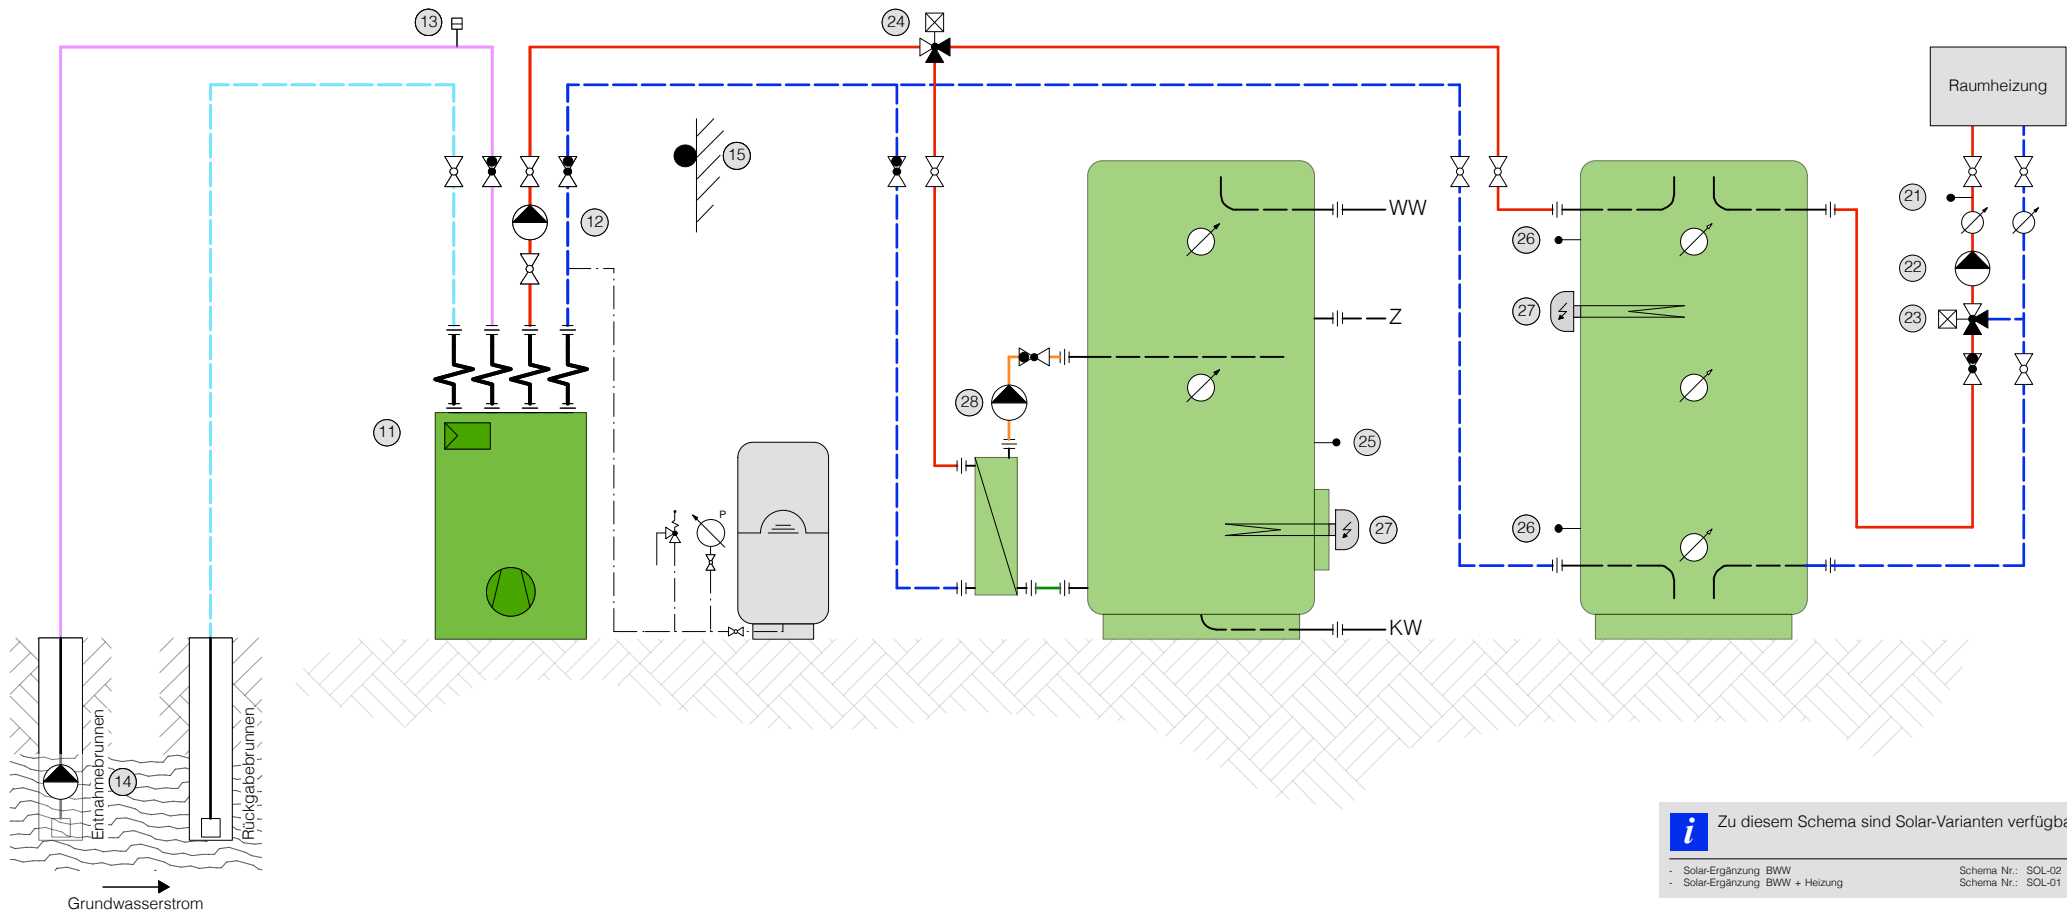 13
24
Raumheizung
15
12
WW
21
26
22
27
Z
23
28
11
25
P
26
27
KW
14
Entnahmebrunnen
Rückgabebrunnen
Grundwasserstrom
i Zu diesem Schema sind Solar-Varianten verfügba
- Solar-Ergänzung BWW Schema Nr.: SOL-02
- Solar-Ergänzung BWW + Heizung Schema Nr.: SOL-01